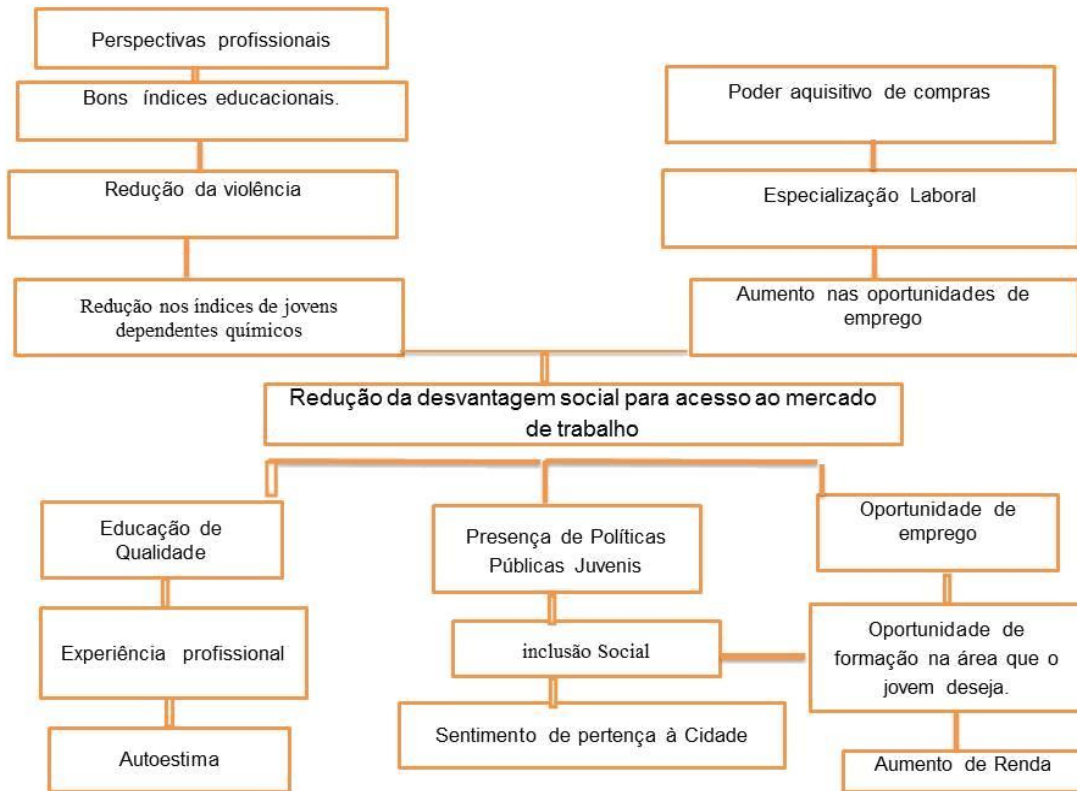 Perspectivas profissionais
Bons índices educacionais.
Redução da violência
Redução nos índices de jovens
dependentes químicos
Poder aquisitivo de compras
Especialização Laboral
Aumento nas oportunidades de
emprego
Redução da desvantagem social para acesso ao mercado
de trabalho
Educação de
Qualidade
Experiência profissional
Autoestima
Presença de Políticas
Públicas Juvenis
inclusão Social
Sentimento de pertença à Cidade
Oportunidade de
emprego
Oportunidade de
formação na área que o
jovem deseja.
Aumento de Renda